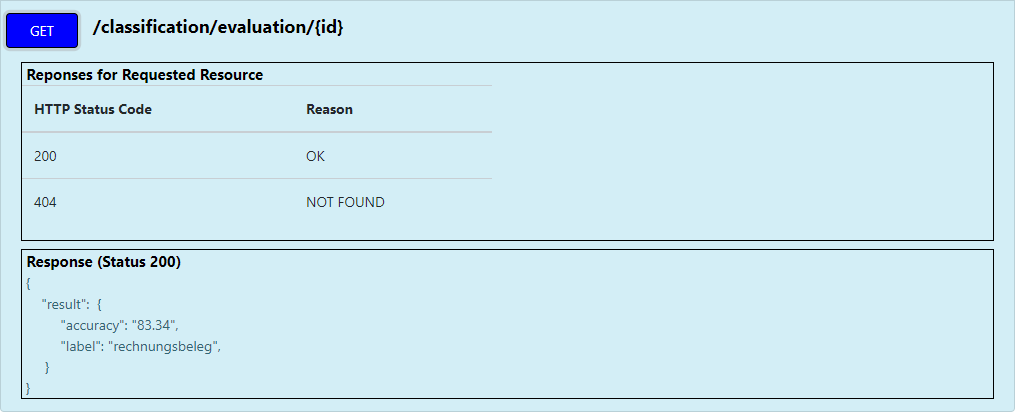 GET /classification/evaluation/{id}
Reponses for Requested Resource
HTTP Status Code Reason
200 OK
404 NOT FOUND
Response (Status 200)
{
"result": {
"accuracy": "83.34",
"label": "rechnungsbeleg",
}
}